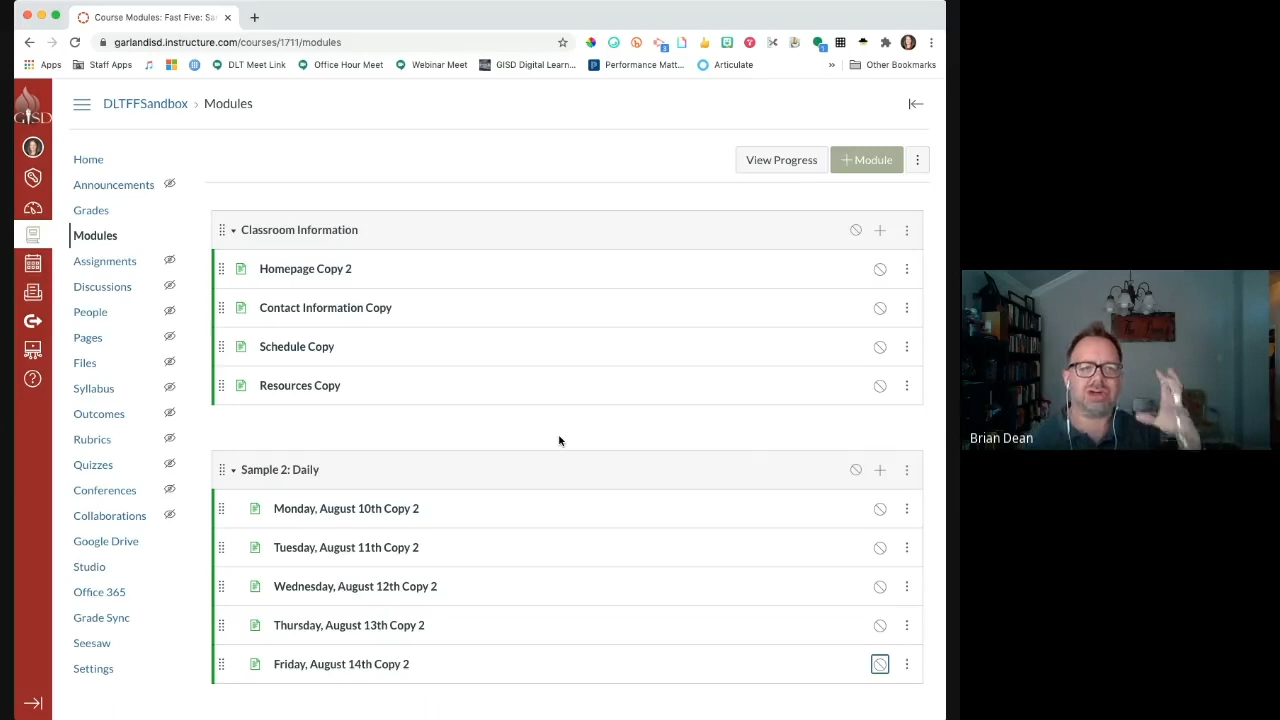 Course Modules: Fast Five: Sa
garlandisd.instructure.com/courses/1711/modules
Apps Staff Apps DLT Meet Link Office Hour Meet Webinar Meet GISD Digital Learn... Performance Matt... Articulate » Other Bookmarks
GISD
DLTFFSandbox › Modules
View Progress + Module
Home
Announcements
Grades
Modules
Assignments
Discussions
People
Pages
Files
Syllabus
Outcomes
Rubrics
Quizzes
Conferences
Collaborations
Google Drive
Studio
Office 365
Grade Sync
Seesaw
Settings
Classroom Information
Homepage Copy 2
Contact Information Copy
Schedule Copy
Resources Copy
Sample 2: Daily
Monday, August 10th Copy 2
Tuesday, August 11th Copy 2
Wednesday, August 12th Copy 2
Thursday, August 13th Copy 2
Friday, August 14th Copy 2
Brian Dean